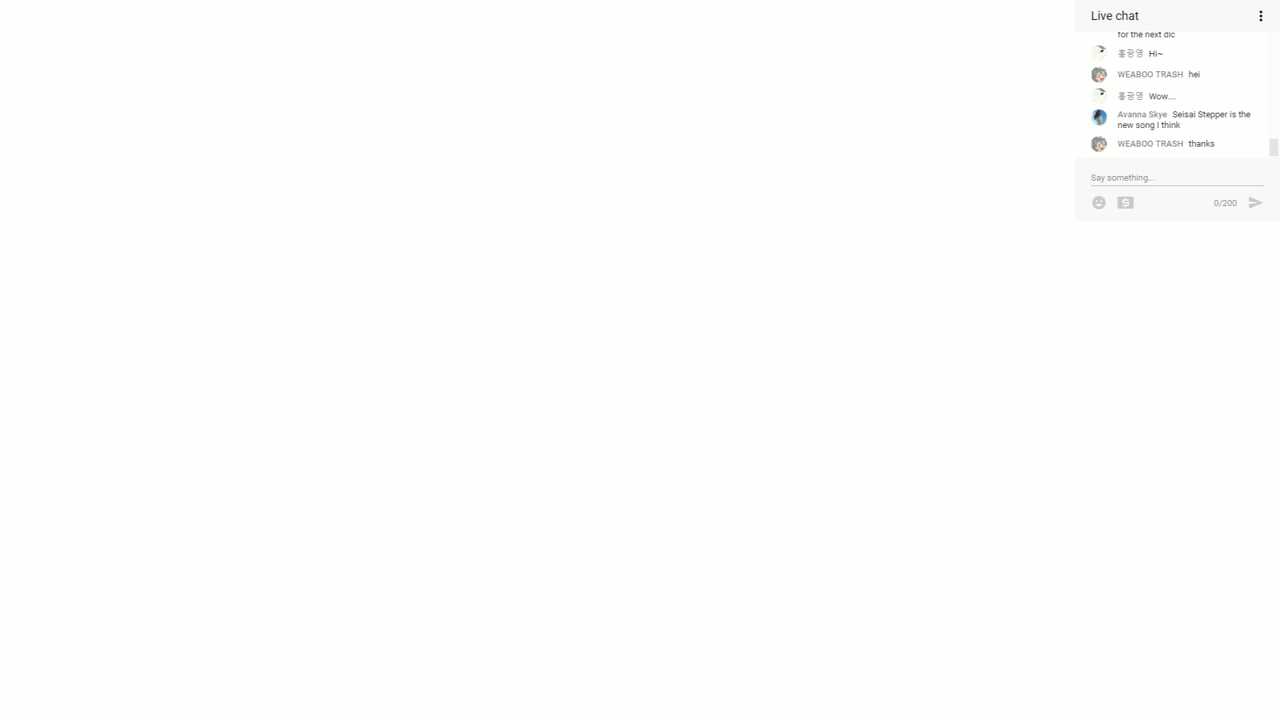 Live chat
for the next dlc
홍광영 Hi~
WEABOO TRASH hei
홍광영 Wow....
Avanna Skye Seisai Stepper is the
new song i think
WEABOO TRASH thanks
Say something...
0/200